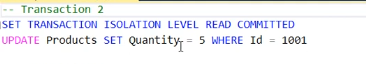 -- Transaction 2
SET TRANSACTION ISOLATION LEVEL READ COMMITTED
UPDATE Products SET Quantity = 5 WHERE Id = 1001